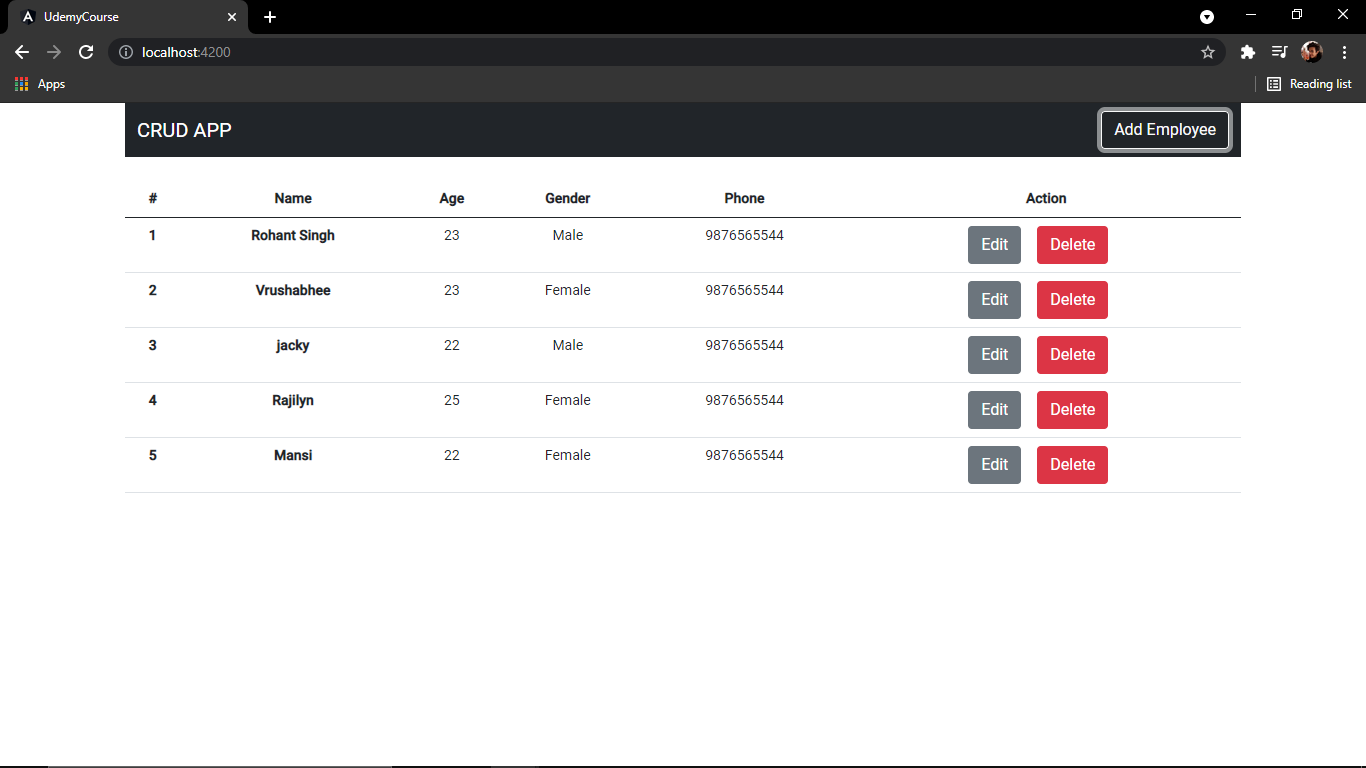 UdemyCourse
localhost:4200
Apps
Reading list
CRUD APP Add Employee
# Name Age Gender Phone Action
1 Rohant Singh 23 Male 9876565544 Edit Delete
2 Vrushabhee 23 Female 9876565544 Edit Delete
3 jacky 22 Male 9876565544 Edit Delete
4 Rajilyn 25 Female 9876565544 Edit Delete
5 Mansi 22 Female 9876565544 Edit Delete